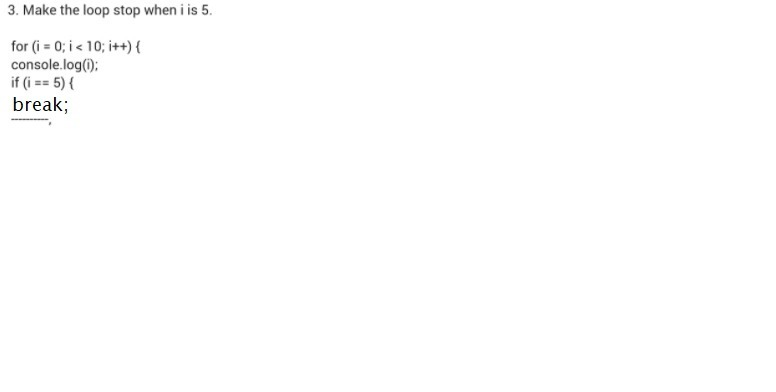 3. Make the loop stop when i is 5.
for (i = 0; i < 10; i++) {
console.log(i);
if (i == 5) {
break;
----------,